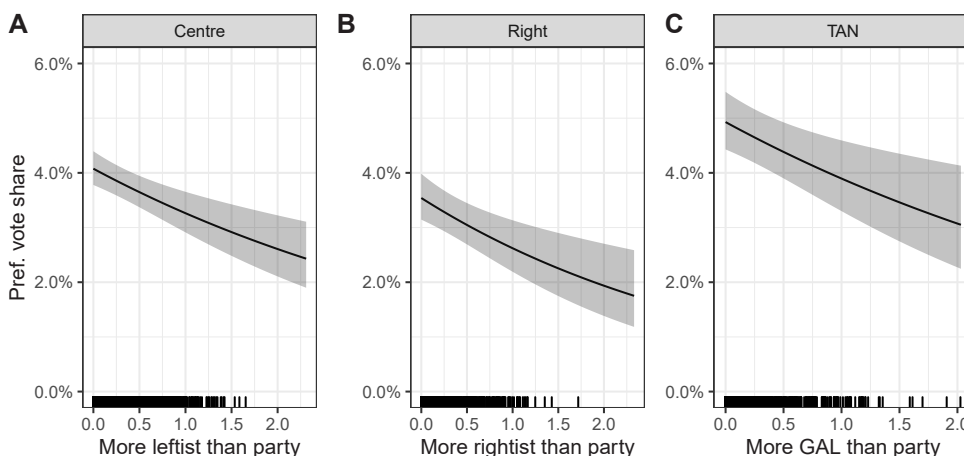 A
Centre
Pref. vote share
6.0%
4.0%
2.0%
0.0%
0.0 0.5 1.0 1.5 2.0
More leftist than party
B
Right
6.0%
4.0%
2.0%
0.0%
0.0 0.5 1.0 1.5 2.0
More rightist than party
C
TAN
6.0%
4.0%
2.0%
0.0%
0.0 0.5 1.0 1.5 2.0
More GAL than party